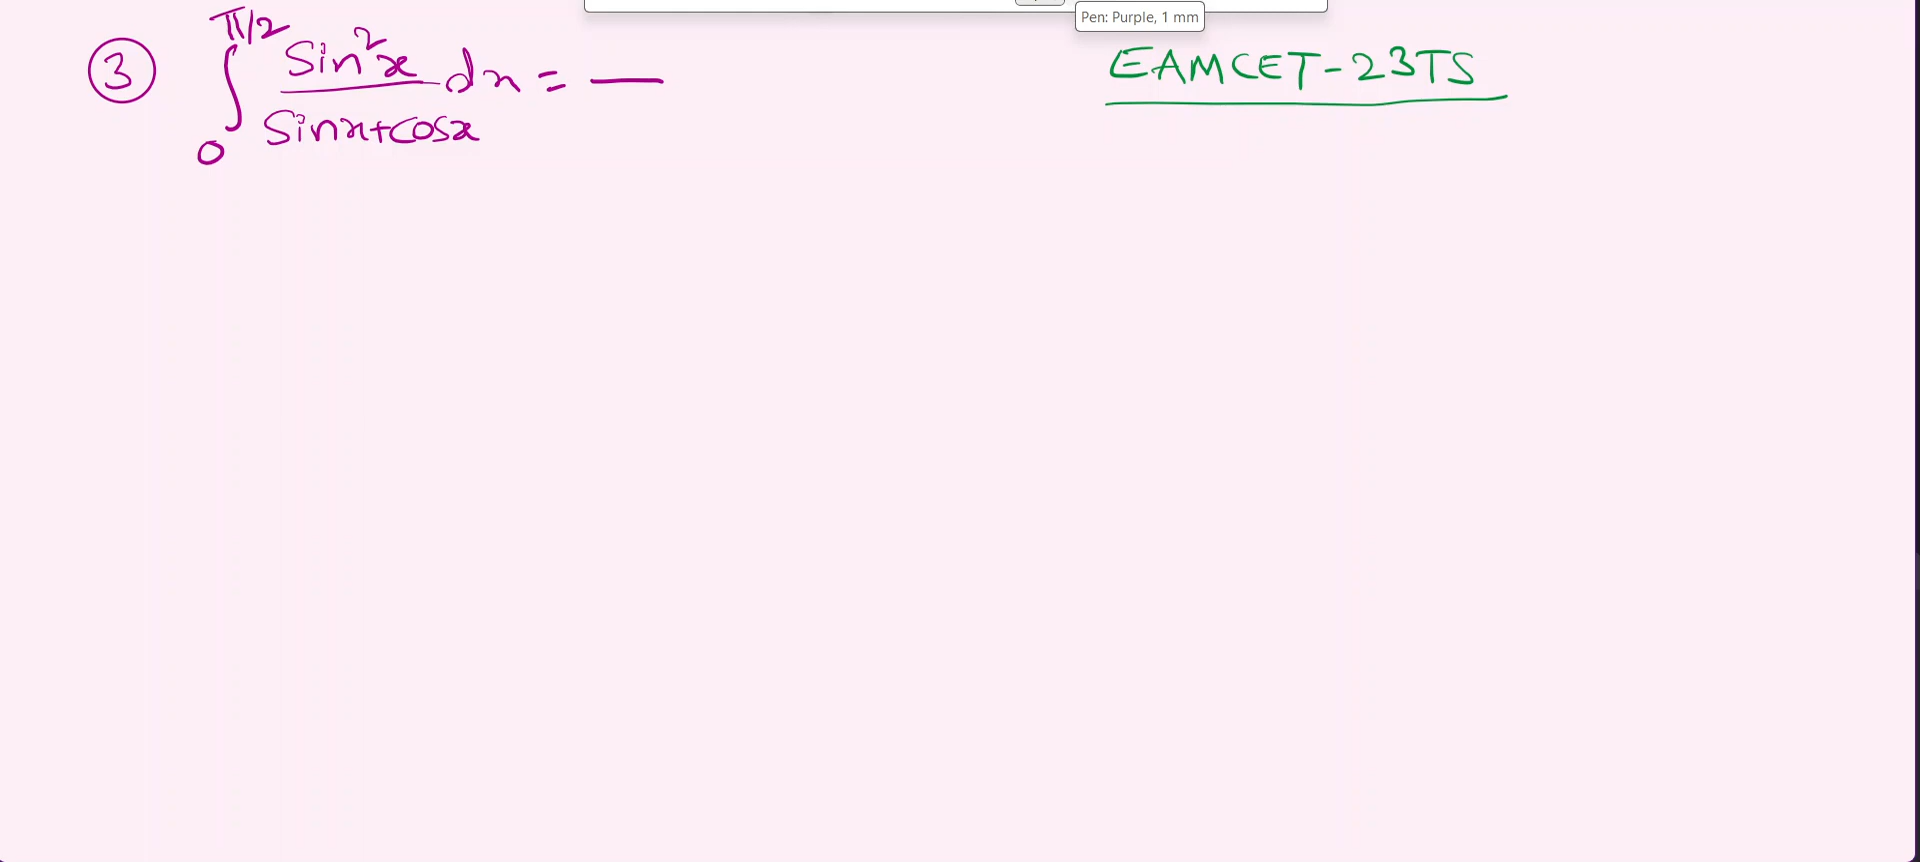 Pen: Purple, 1 mm
③ ∫₀^π/2 Sin²x/Sinx+cosx dx = —
EAMCET-23TS